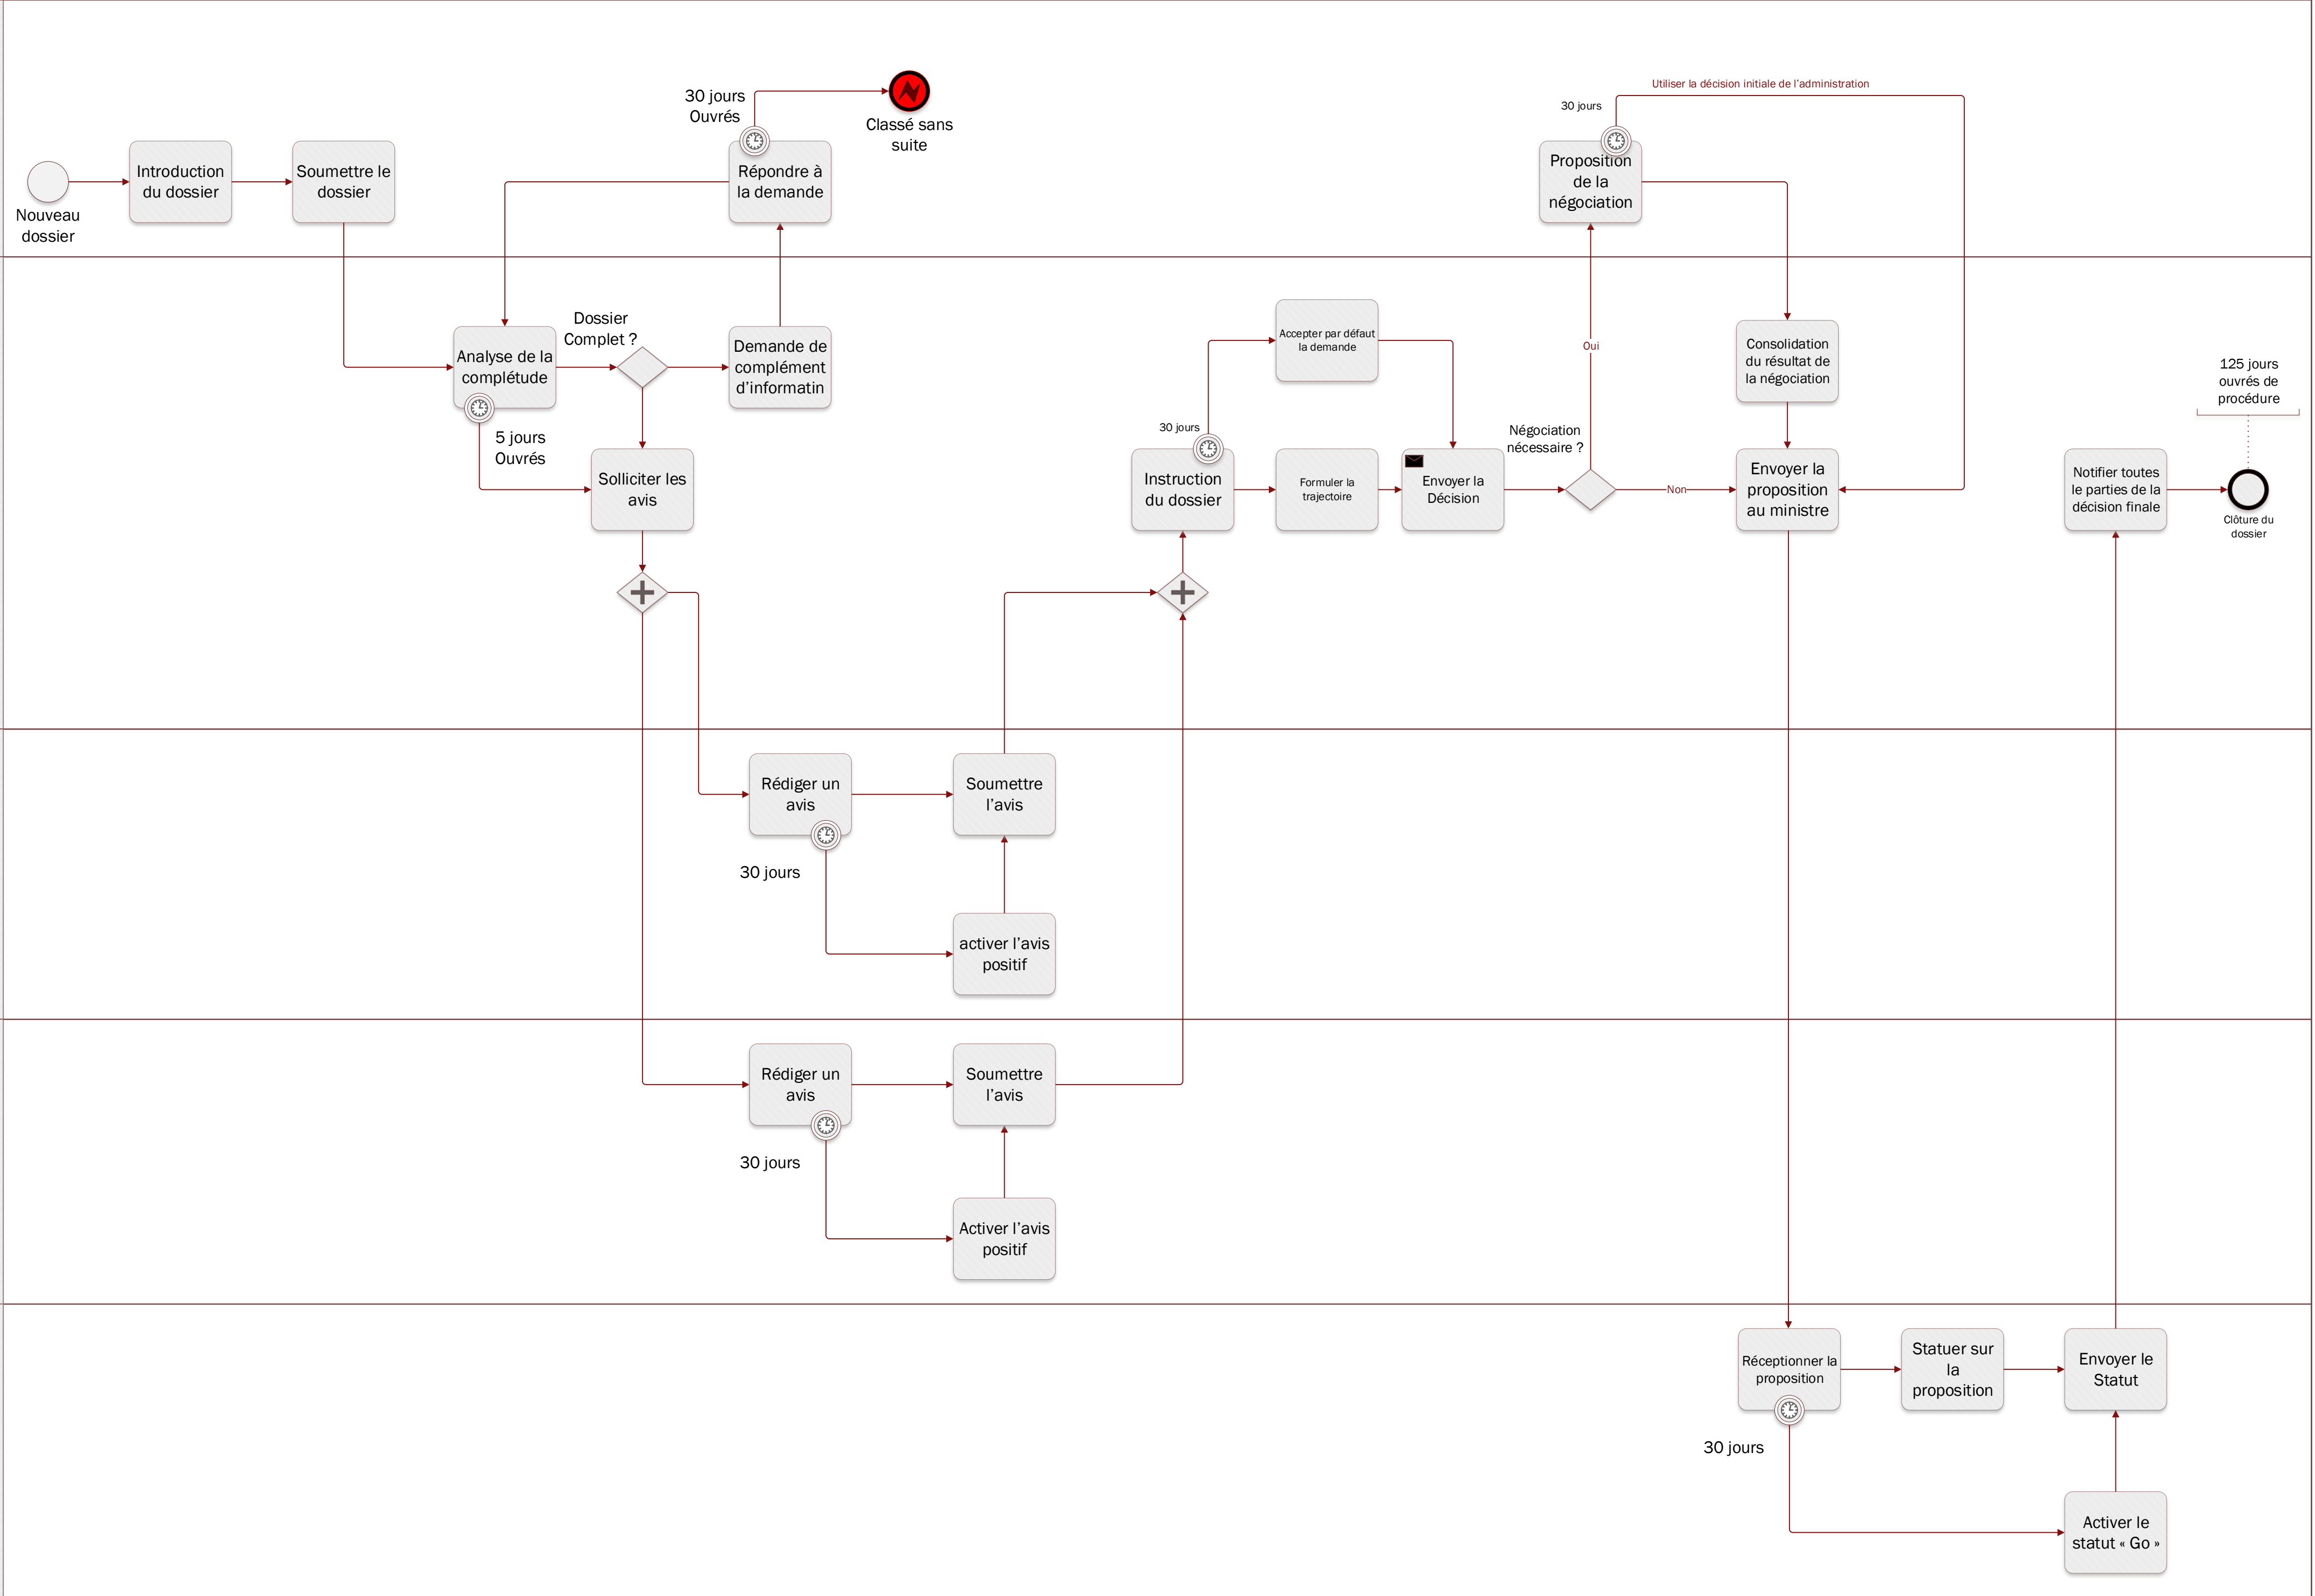 30 jours
Ouvrés
Classé sans
suite
Utiliser la décision initiale de l'administration
30 jours
Nouveau
dossier
Introduction
du dossier
Soumettre le
dossier
Répondre à
la demande
Proposition
de la
négociation
Dossier
Complet ?
Analyse de la
complétude
Demande de
complément
d'informatin
5 jours
Ouvrés
Solliciter les
avis
Accepter par défaut
la demande
30 jours
Instruction
du dossier
Formuler la
trajectoire
Envoyer la
Décision
Négociation
nécessaire ?
Oui
Non
Consolidation
du résultat de
la négociation
Envoyer la
proposition
au ministre
Notifier toutes
le parties de la
décision finale
125 jours
ouvrés de
procédure
Clôture du
dossier
Rédiger un
avis
Soumettre
l'avis
30 jours
activer l'avis
positif
Rédiger un
avis
Soumettre
l'avis
30 jours
Activer l'avis
positif
Réceptionner la
proposition
Statuer sur
la
proposition
Envoyer le
Statut
30 jours
Activer le
statut « Go »